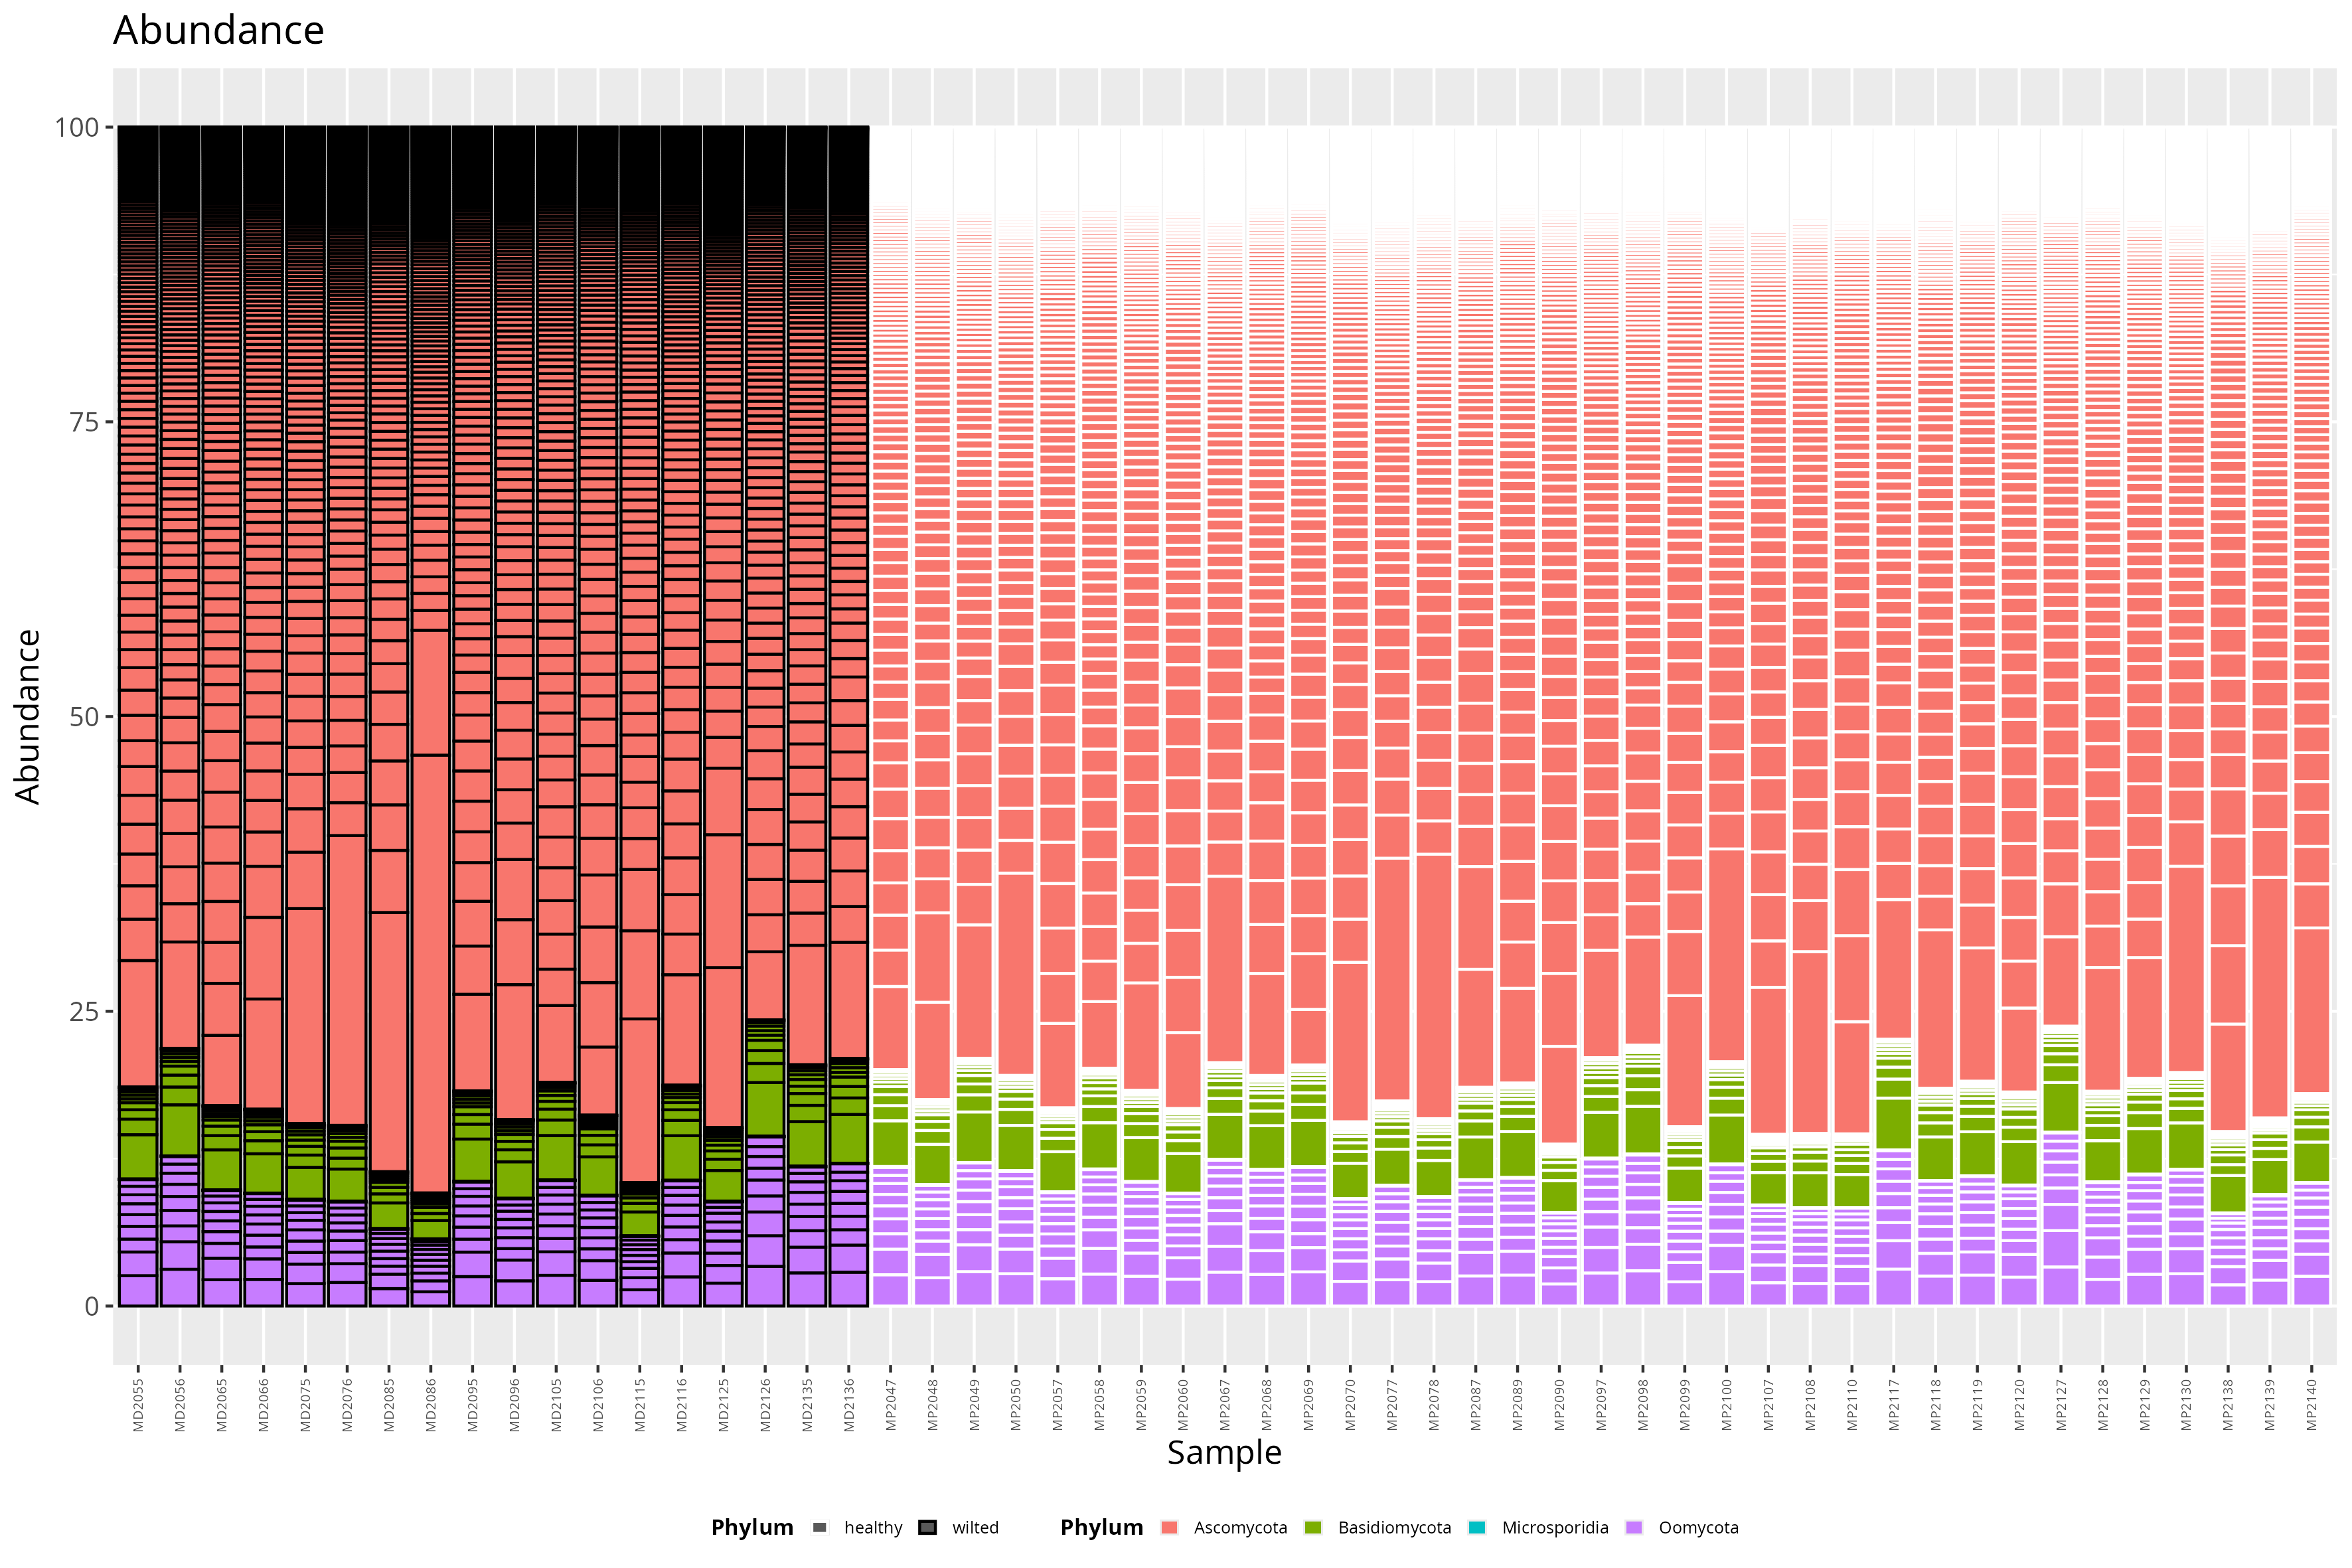 Abundance
100
75
50
25
0
Abundance
MD2055 MD2056 MD2065 MD2066 MD2075 MD2076 MD2085 MD2086 MD2095 MD2096 MD2105 MD2106 MD2115 MD2116 MD2125 MD2126 MD2135 MD2136 MP2047 MP2048 MP2049 MP2050 MP2057 MP2058 MP2059 MP2060 MP2067 MP2068 MP2069 MP2070 MP2077 MP2078 MP2087 MP2089 MP2090 MP2097 MP2098 MP2099 MP2100 MP2107 MP2108 MP2110 MP2117 MP2118 MP2119 MP2120 MP2127 MP2128 MP2129 MP2130 MP2138 MP2139 MP2140
Sample
Phylum healthy wilted Phylum Ascomycota Basidiomycota Microsporidia Oomycota